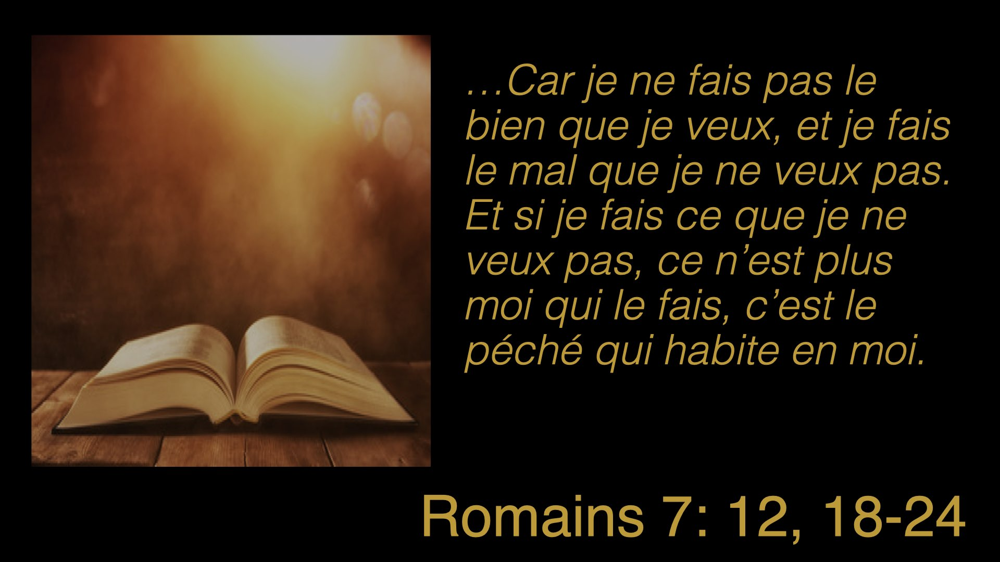 …Car je ne fais pas le
bien que je veux, et je fais
le mal que je ne veux pas.
Et si je fais ce que je ne
veux pas, ce n’est plus
moi qui le fais, c’est le
péché qui habite en moi.
Romains 7: 12, 18-24